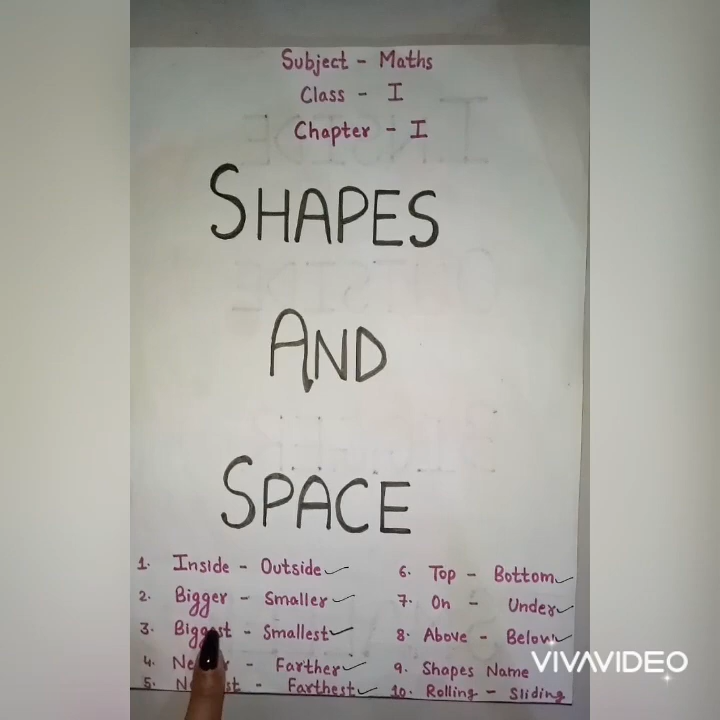 Subject - Maths
Class - I
Chapter - I
SHAPES
AND
SPACE
1. Inside - Outside
2. Bigger - Smaller
3. Biggest - Smallest
4. - Farther
5. - Farthest
6. Top - Bottom
7. On - Under
8. Above - Below
9. Shapes Name
10. Rolling - Sliding
VIVAVIDEO